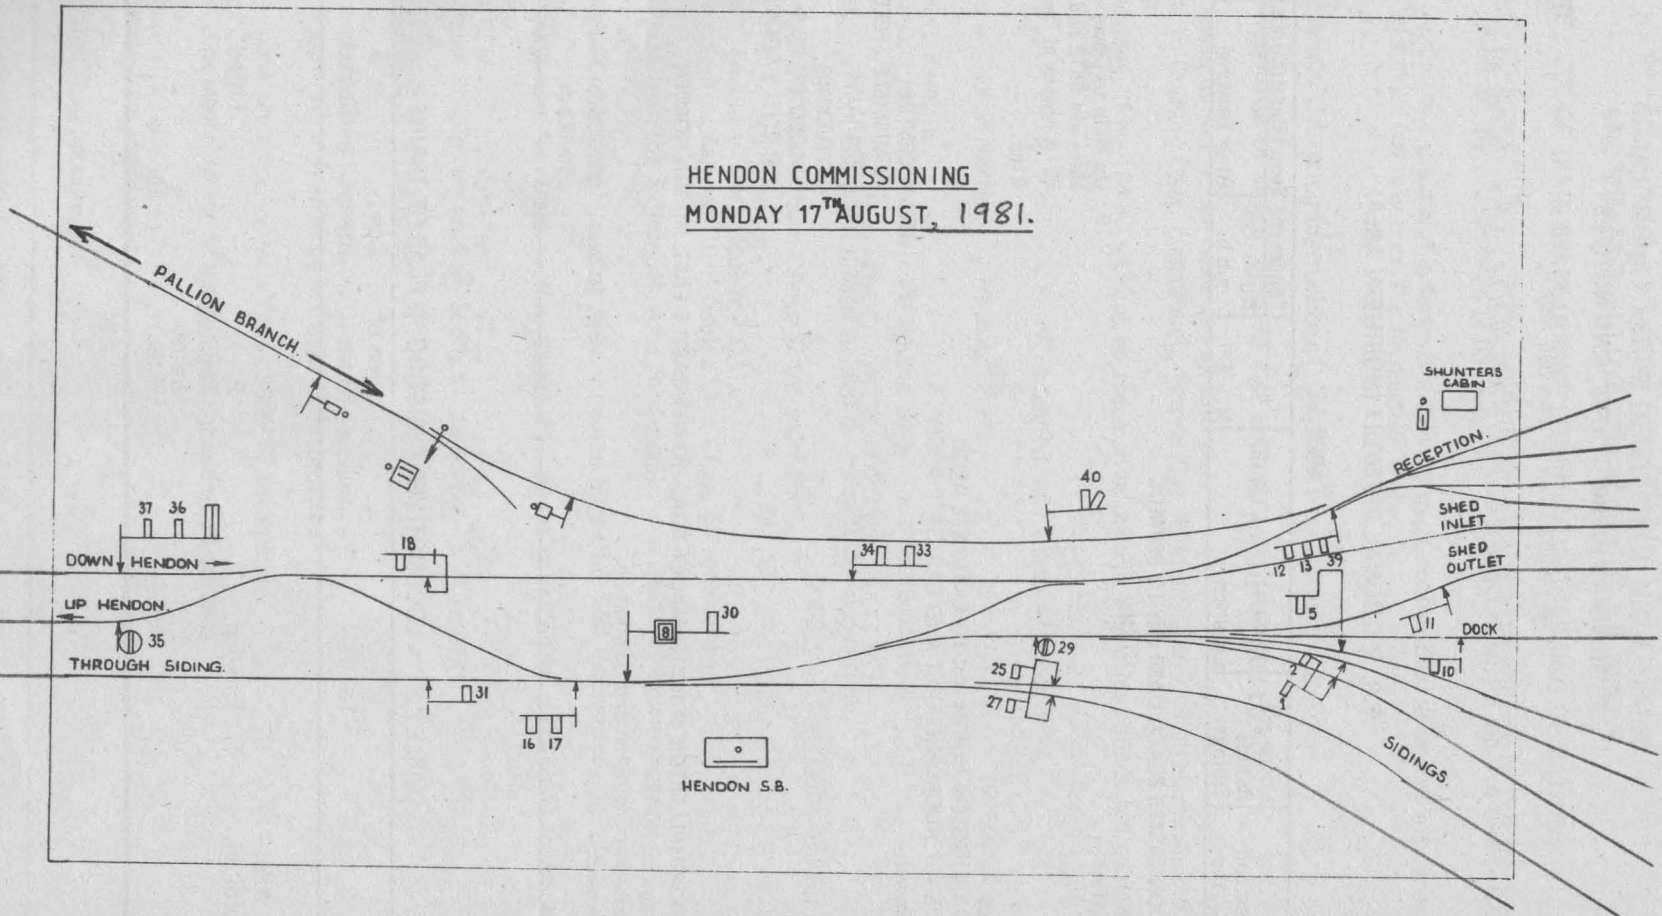 HENDON COMMISSIONING
MONDAY 17TH AUGUST, 1981.
PALLION BRANCH.
SHUNTERS
CABIN
RECEPTION.
40
37 36
18
34 33
SHED
INLET
12 13 39
DOWN HENDON
SHED
OUTLET
UP HENDON.
5
11
DOCK
35
8
30
29
THROUGH SIDING.
25
2
10
31
27
1
16 17
SIDINGS
HENDON S.B.